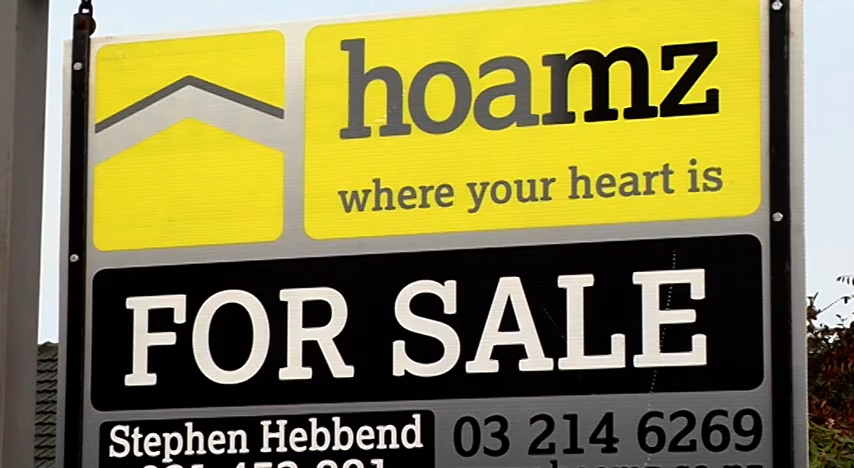 hoamz
where your heart is
FOR SALE
Stephen Hebbend
03 214 6269